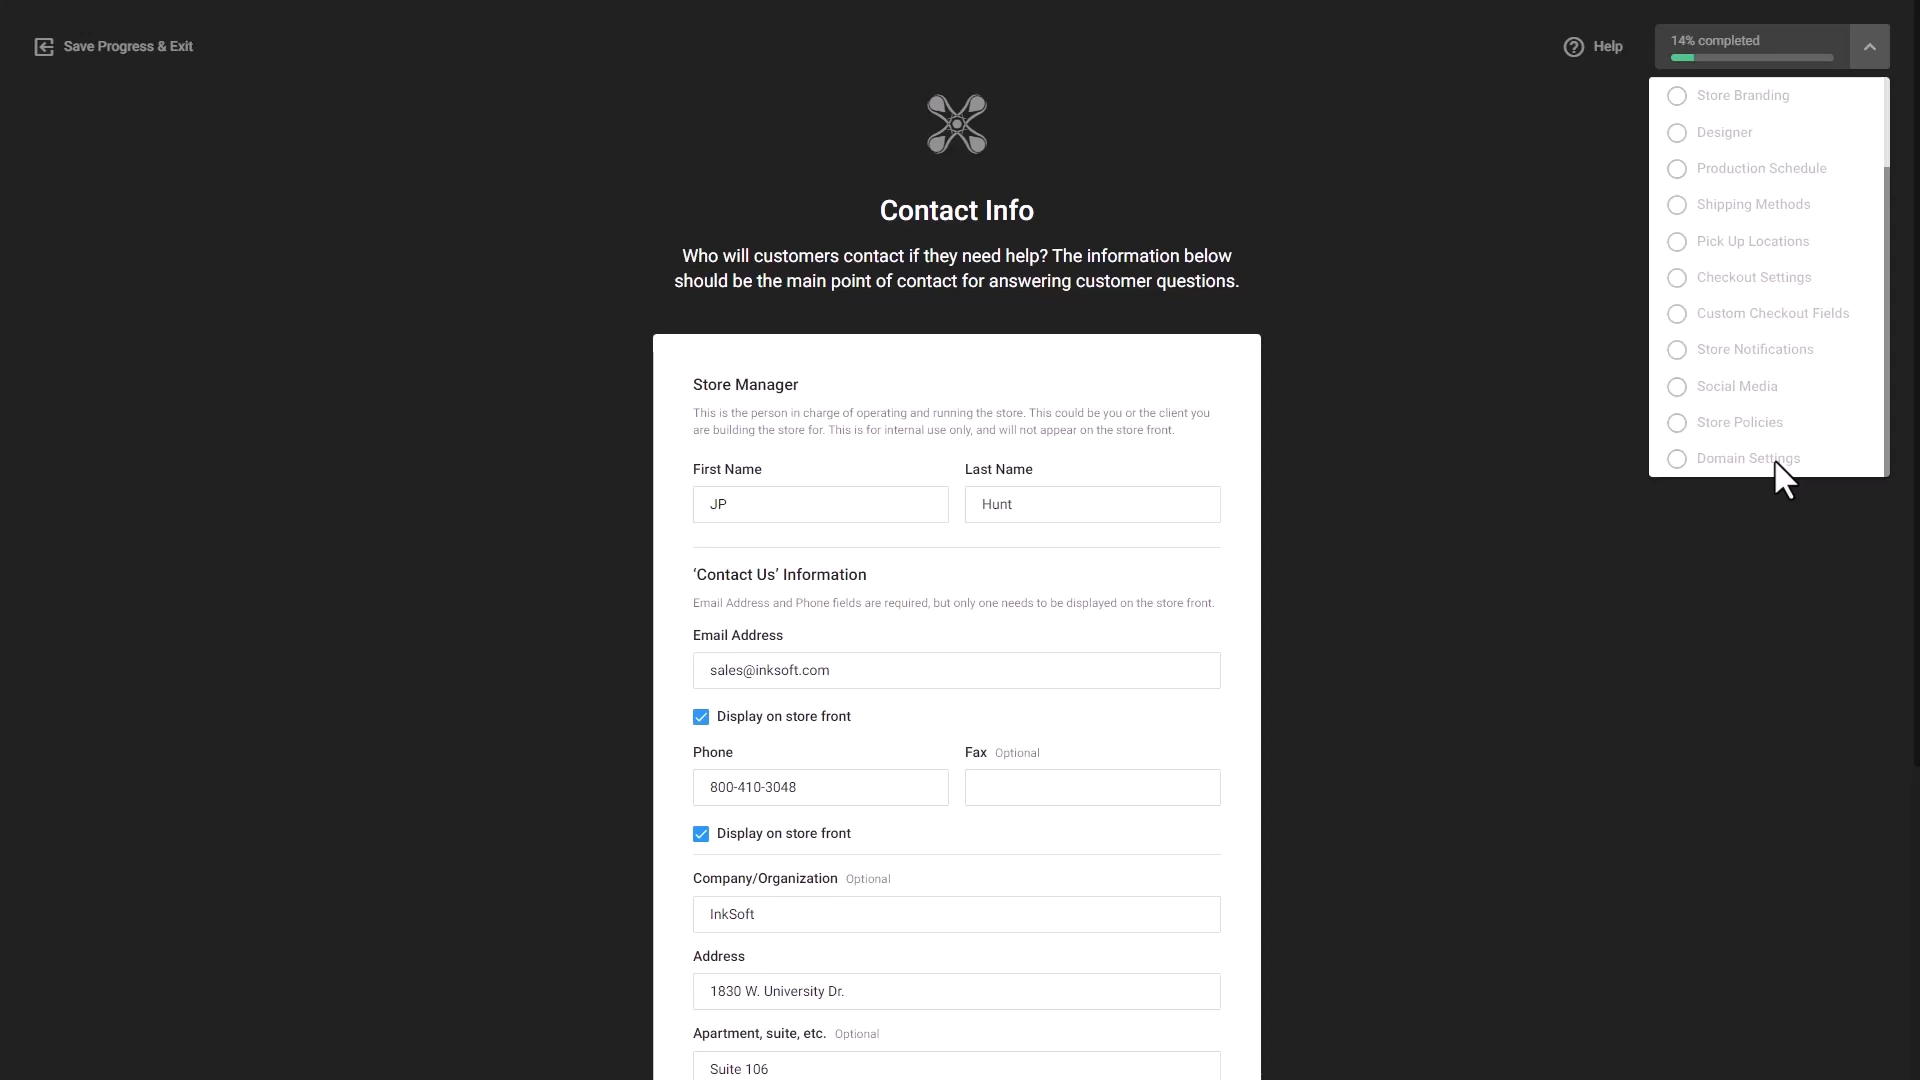 Save Progress & Exit
Help
14% completed
Store Branding
Designer
Production Schedule
Shipping Methods
Pick Up Locations
Checkout Settings
Custom Checkout Fields
Store Notifications
Social Media
Store Policies
Domain Settings
Contact Info
Who will customers contact if they need help? The information below
should be the main point of contact for answering customer questions.
Store Manager
This is the person in charge of operating and running the store. This could be you or the client you
are building the store for. This is for internal use only, and will not appear on the store front.
First Name
Last Name
JP
Hunt
‘Contact Us’ Information
Email Address and Phone fields are required, but only one needs to be displayed on the store front.
Email Address
sales@inksoft.com
Display on store front
Phone
Fax Optional
800-410-3048
Display on store front
Company/Organization Optional
InkSoft
Address
1830 W. University Dr.
Apartment, suite, etc. Optional
Suite 106